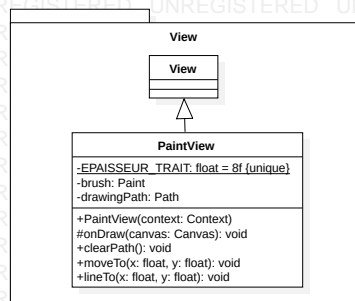 UNREGISTERED UN
View
View
PaintView
-EPAISSEUR_TRAIT: float = 8f {unique}
-brush: Paint
-drawingPath: Path
+PaintView(context: Context)
#onDraw(canvas: Canvas): void
+clearPath(): void
+moveTo(x: float, y: float): void
+lineTo(x: float, y: float): void